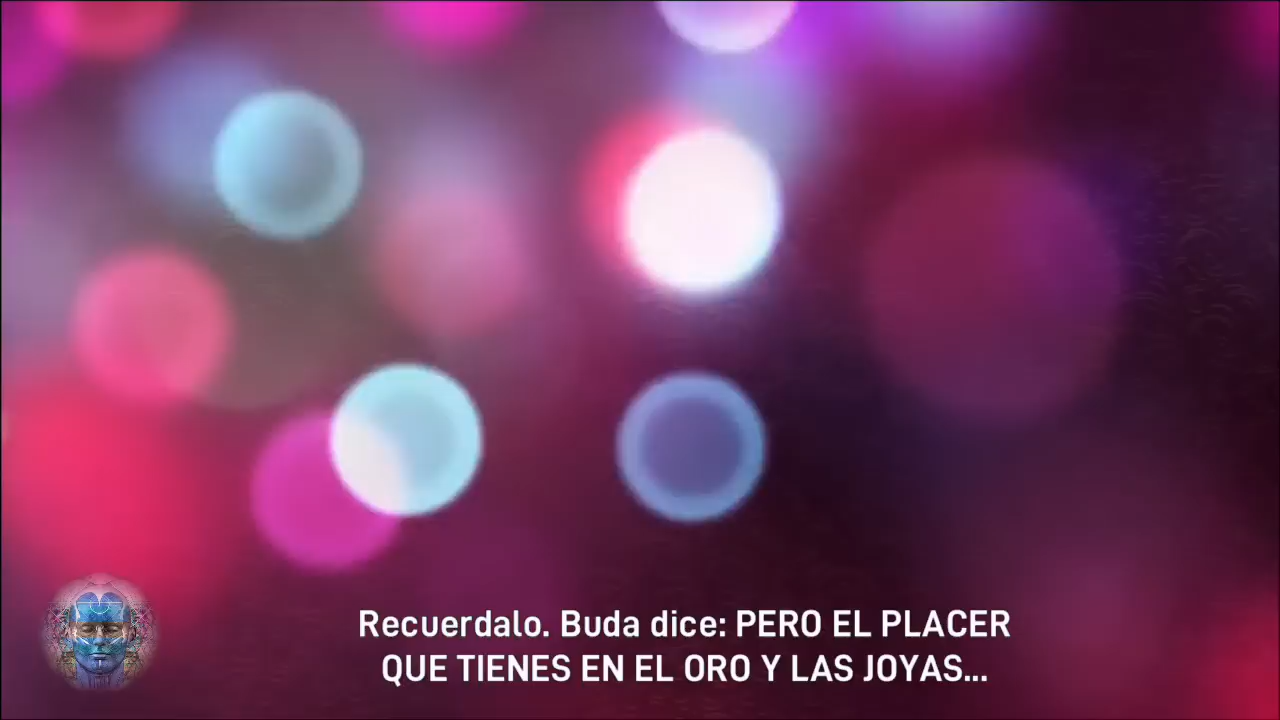 Recuerdalo. Buda dice: PERO EL PLACER
QUE TIENES EN EL ORO Y LAS JOYAS...